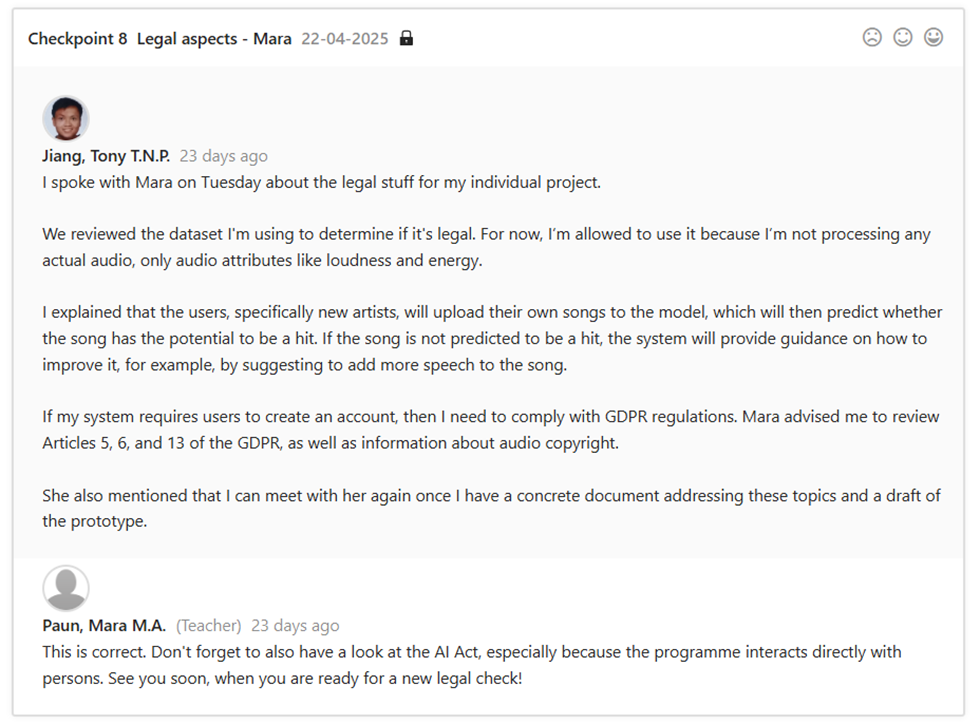 Checkpoint 8 Legal aspects - Mara 22-04-2025
Jiang, Tony T.N.P. 23 days ago
I spoke with Mara on Tuesday about the legal stuff for my individual project.
We reviewed the dataset I'm using to determine if it's legal. For now, I’m allowed to use it because I’m not processing any
actual audio, only audio attributes like loudness and energy.
I explained that the users, specifically new artists, will upload their own songs to the model, which will then predict whether
the song has the potential to be a hit. If the song is not predicted to be a hit, the system will provide guidance on how to
improve it, for example, by suggesting to add more speech to the song.
If my system requires users to create an account, then I need to comply with GDPR regulations. Mara advised me to review
Articles 5, 6, and 13 of the GDPR, as well as information about audio copyright.
She also mentioned that I can meet with her again once I have a concrete document addressing these topics and a draft of
the prototype.
Paun, Mara M.A. (Teacher) 23 days ago
This is correct. Don't forget to also have a look at the AI Act, especially because the programme interacts directly with
persons. See you soon, when you are ready for a new legal check!